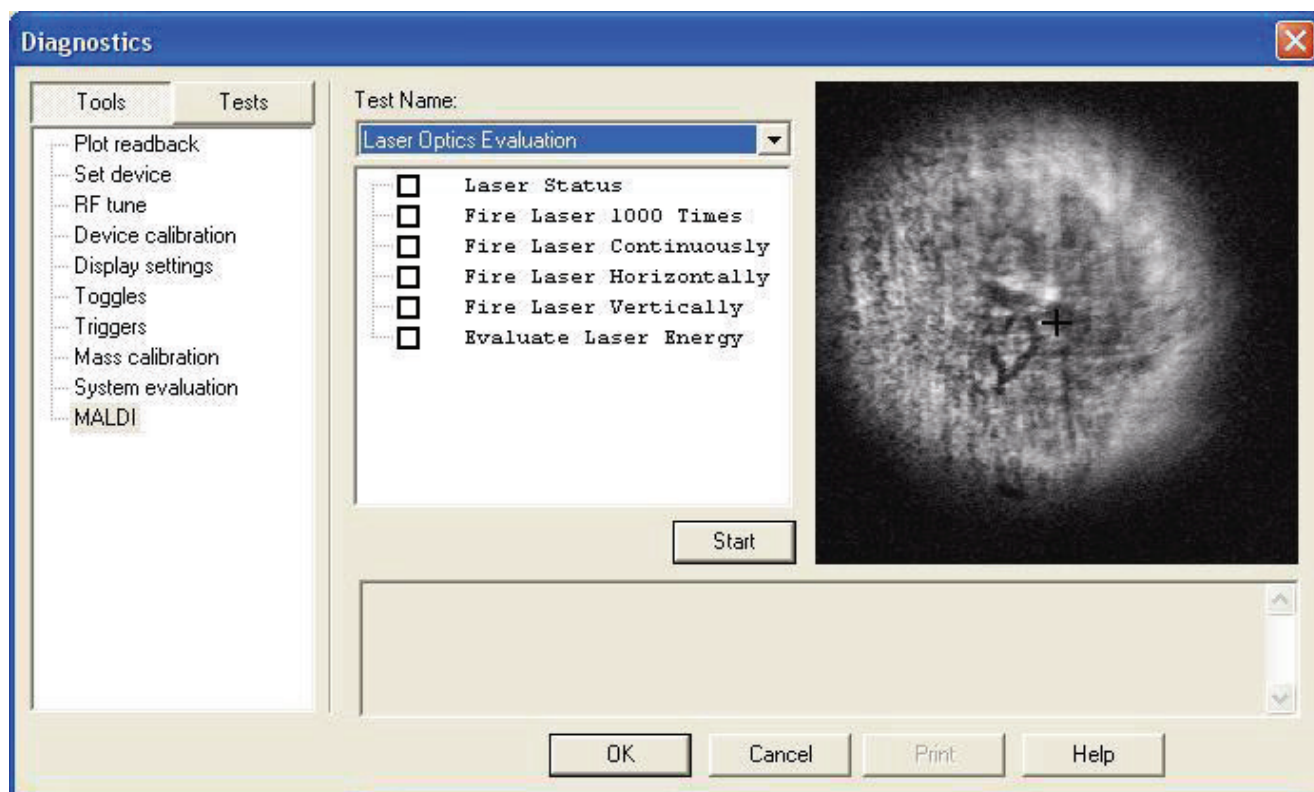 Diagnostics
Tools Tests
Plot readback
Set device
RF tune
Device calibration
Display settings
Toggles
Triggers
Mass calibration
System evaluation
MALDI
Test Name:
Laser Optics Evaluation
Laser Status
Fire Laser 1000 Times
Fire Laser Continuously
Fire Laser Horizontally
Fire Laser Vertically
Evaluate Laser Energy
Start
OK Cancel Print Help